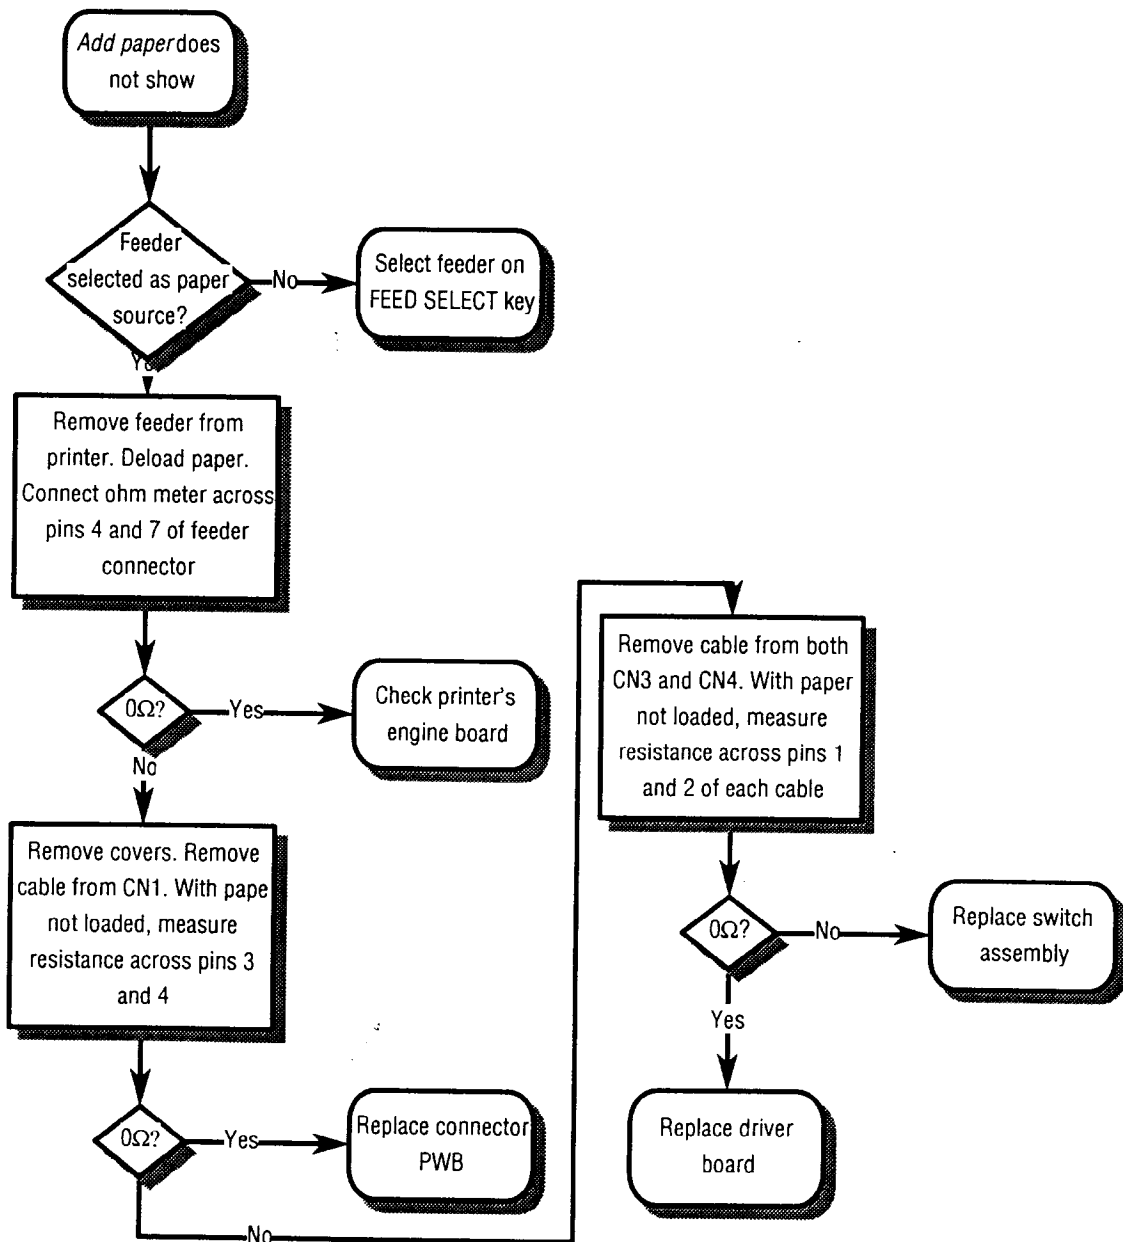 Add paper does
not show
Feeder
selected as paper
source?
No
Select feeder on
FEED SELECT key
Remove feeder from
printer. Deload paper.
Connect ohm meter across
pins 4 and 7 of feeder
connector
0Ω?
Yes
Check printer's
engine board
No
Remove covers. Remove
cable from CN1. With pape
not loaded, measure
resistance across pins 3
and 4
0Ω?
Yes
Replace connector
PWB
No
Remove cable from both
CN3 and CN4. With paper
not loaded, measure
resistance across pins 1
and 2 of each cable
0Ω?
No
Replace switch
assembly
Yes
Replace driver
board